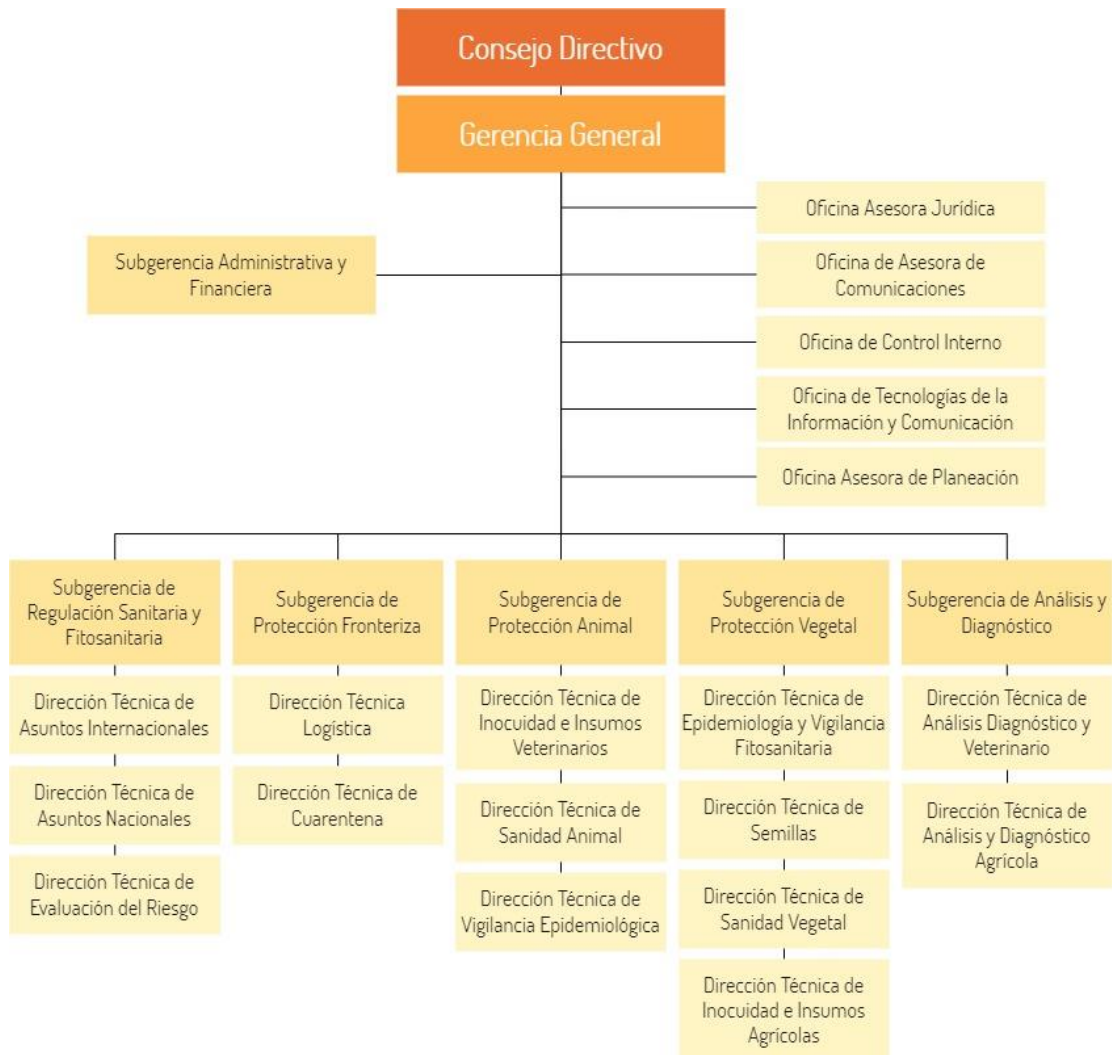 Consejo Directivo
Gerencia General
Oficina Asesora Jurídica
Subgerencia Administrativa y
Financiera
Oficina de Asesora de
Comunicaciones
Oficina de Control Interno
Oficina de Tecnologías de la
Información y Comunicación
Oficina Asesora de Planeación
Subgerencia de
Regulación Sanitaria y
Fitosanitaria
Dirección Técnica de
Asuntos Internacionales
Dirección Técnica de
Asuntos Nacionales
Dirección Técnica de
Evaluación del Riesgo
Subgerencia de
Protección Fronteriza
Dirección Técnica
Logística
Dirección Técnica de
Cuarentena
Subgerencia de
Protección Animal
Dirección Técnica de
Inocuidad e Insumos
Veterinarios
Dirección Técnica de
Sanidad Animal
Dirección Técnica de
Vigilancia Epidemiológica
Subgerencia de
Protección Vegetal
Dirección Técnica de
Epidemiología y Vigilancia
Fitosanitaria
Dirección Técnica de
Semillas
Dirección Técnica de
Sanidad Vegetal
Dirección Técnica de
Inocuidad e Insumos
Agrícolas
Subgerencia de Análisis y
Diagnóstico
Dirección Técnica de
Análisis Diagnóstico y
Veterinario
Dirección Técnica de
Análisis y Diagnóstico
Agrícola